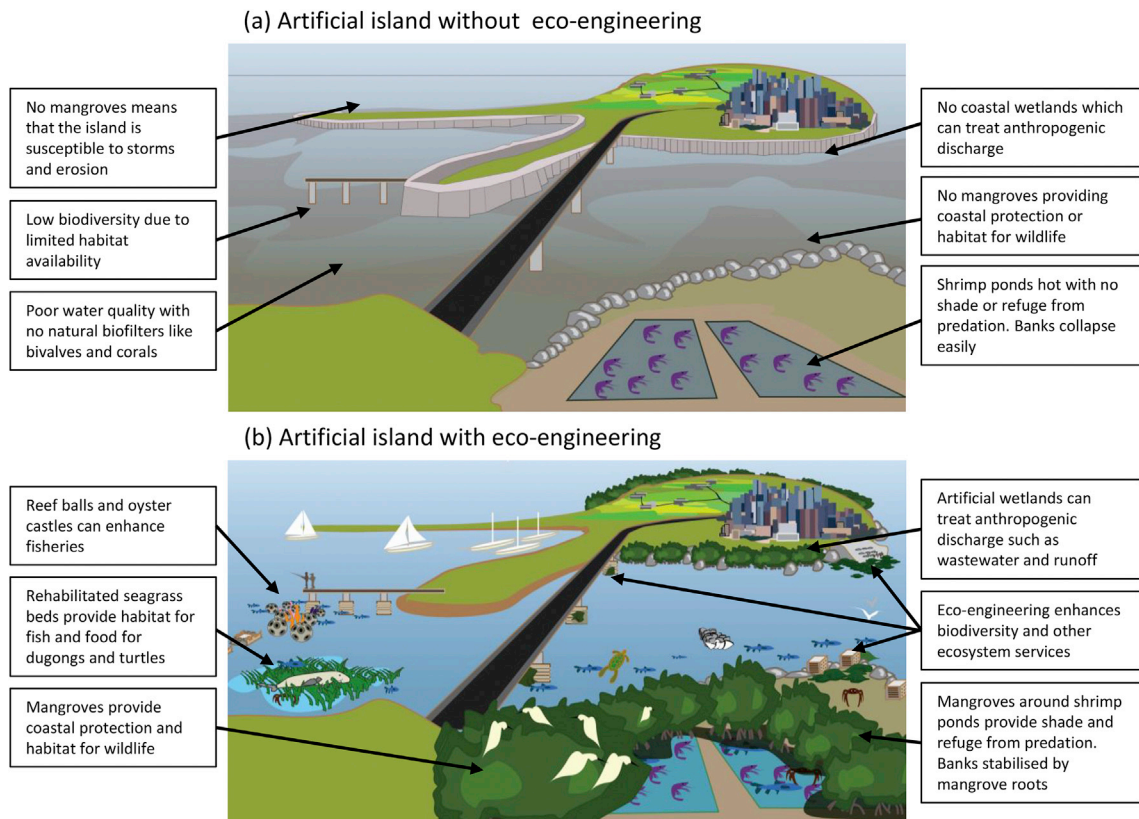 (a) Artificial island without eco-engineering
No mangroves means
that the island is
susceptible to storms
and erosion
Low biodiversity due to
limited habitat
availability
Poor water quality with
no natural biofilters like
bivalves and corals
No coastal wetlands which
can treat anthropogenic
discharge
No mangroves providing
coastal protection or
habitat for wildlife
Shrimp ponds hot with no
shade or refuge from
predation. Banks collapse
easily
(b) Artificial island with eco-engineering
Reef balls and oyster
castles can enhance
fisheries
Rehabilitated seagrass
beds provide habitat for
fish and food for
dugongs and turtles
Mangroves provide
coastal protection and
habitat for wildlife
Artificial wetlands can
treat anthropogenic
discharge such as
wastewater and runoff
Eco-engineering enhances
biodiversity and other
ecosystem services
Mangroves around shrimp
ponds provide shade and
refuge from predation.
Banks stabilised by
mangrove roots